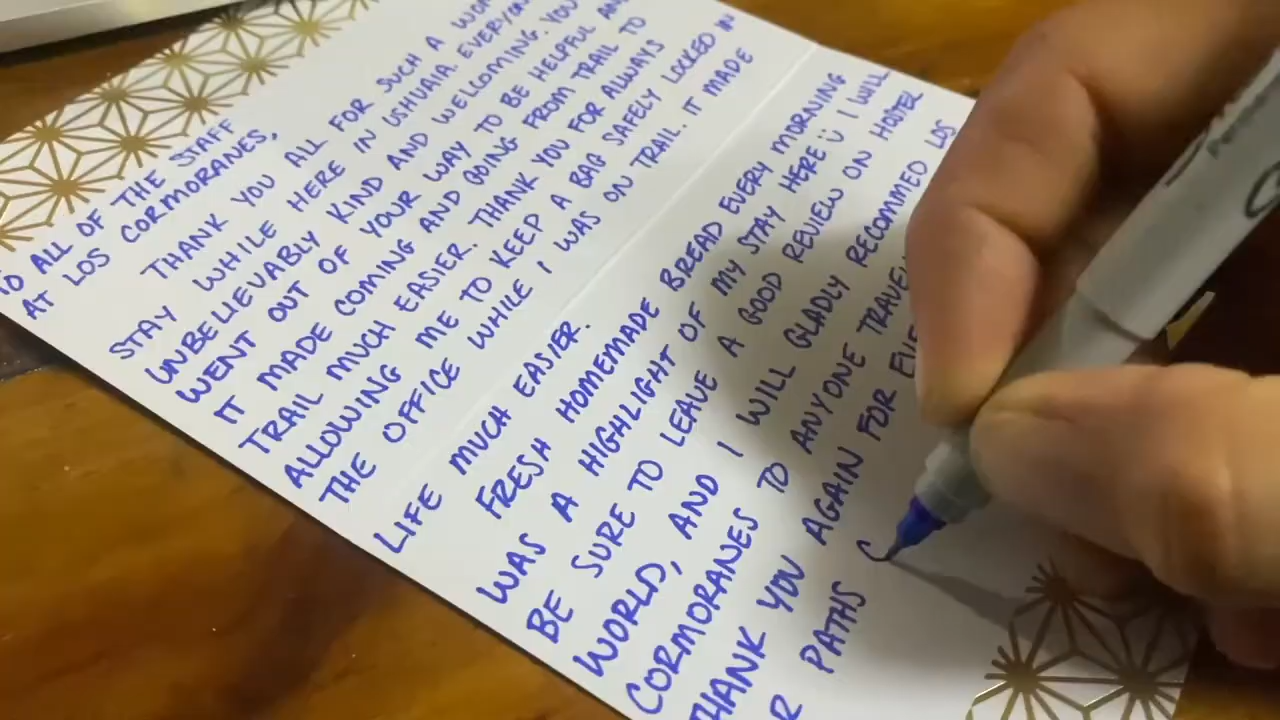 TO ALL OF THE STAFF
AT LOS CORMORANES,
THANK YOU ALL FOR SUCH A
STAY WHILE HERE IN USHUAIA. EVERYONE
UNBELIEVABLY KIND AND WELCOMING. YOU
WENT OUT OF YOUR WAY TO BE HELPFUL AND
IT MADE COMING AND GOING FROM TRAIL TO
TRAIL MUCH EASIER. THANK YOU FOR ALWAYS
ALLOWING ME TO KEEP A BAG SAFELY LOCKED IN
THE OFFICE WHILE I WAS ON TRAIL. IT MADE
LIFE MUCH EASIER.
FRESH HOMEMADE BREAD EVERY MORNING
WAS A HIGHLIGHT OF MY STAY HERE Ü I WILL
BE SURE TO LEAVE A GOOD REVIEW ON HOSTEL
WORLD, AND I WILL GLADLY RECOMMED LOS
CORMORANES TO ANYONE
THANK YOU AGAIN FOR
PATHS C